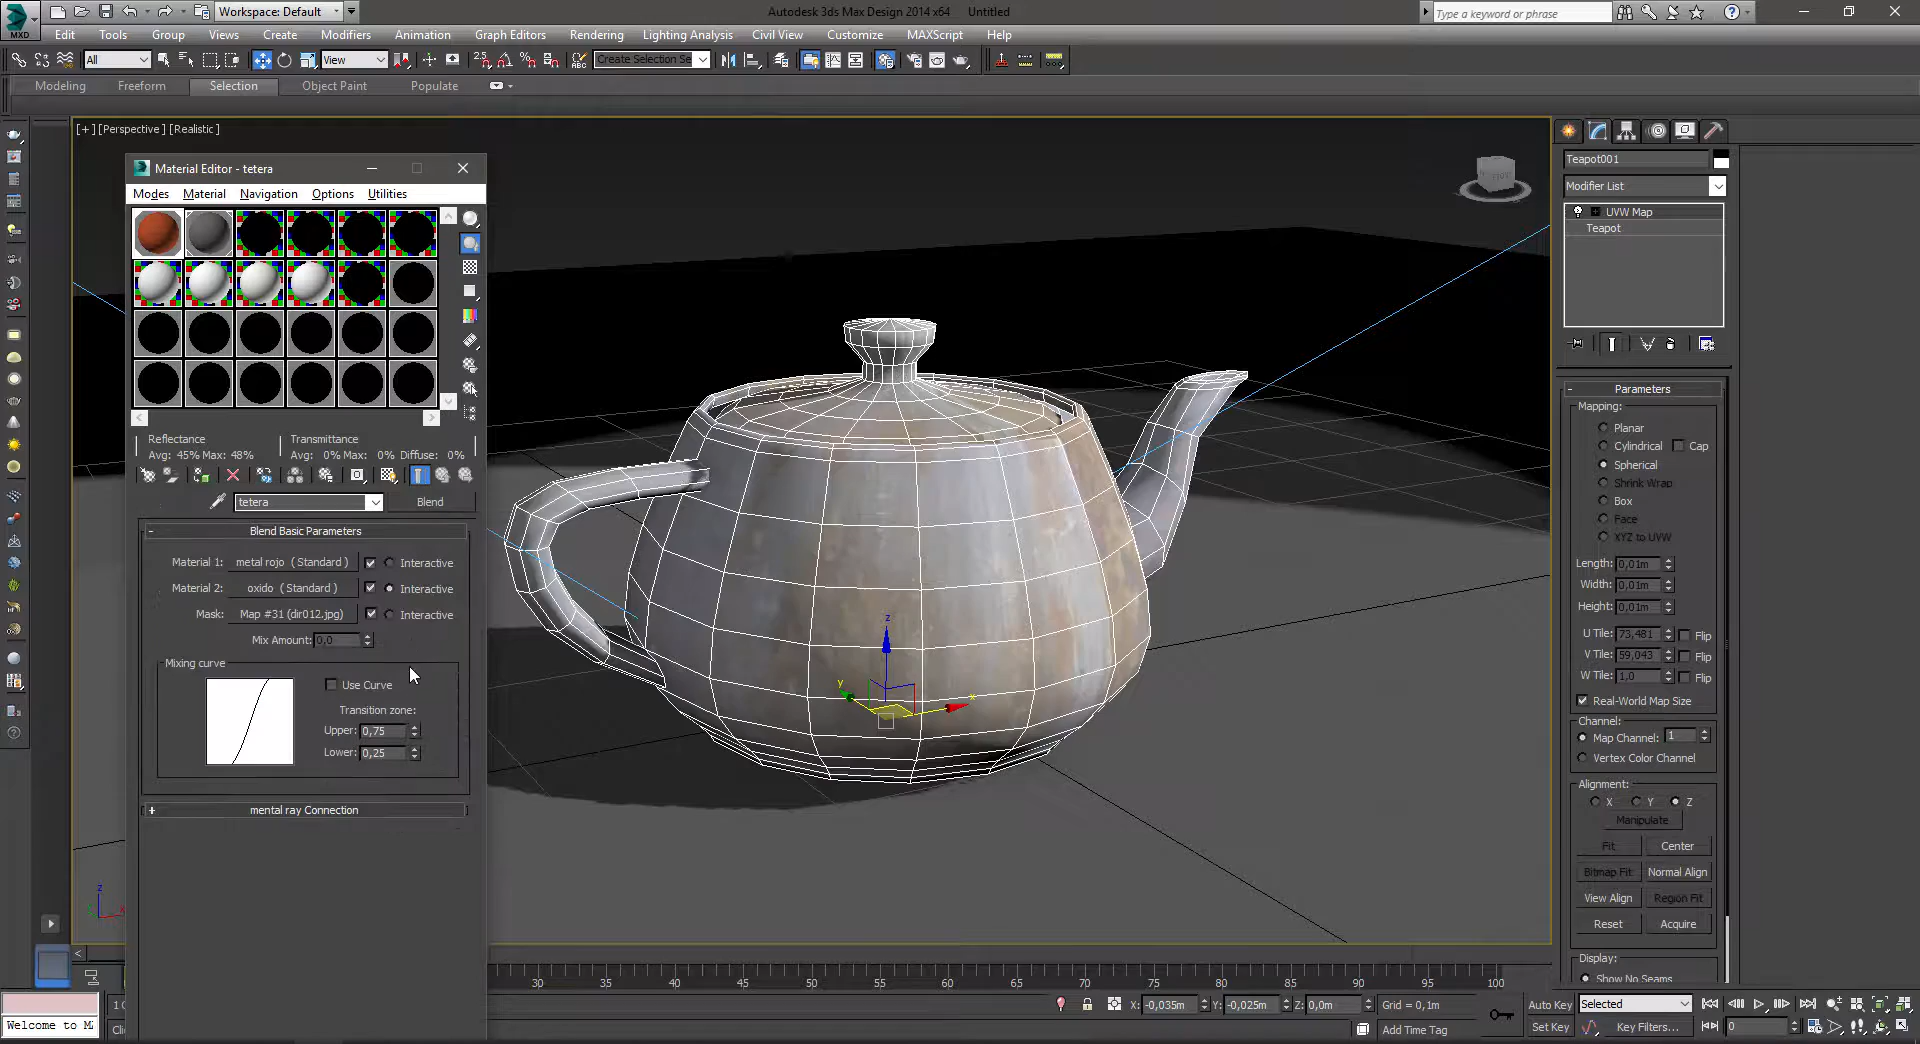 Workspace: Default
Autodesk 3ds Max Design 2014 x64 Untitled
Type a keyword or phrase
MXD
Edit Tools Group Views Create Modifiers Animation Graph Editors Rendering Lighting Analysis Civil View Customize MAXScript Help
All View Create Selection Se
Modeling Freeform Selection Object Paint Populate
[+] [Perspective] [Realistic]
Material Editor - tetera
Modes Material Navigation Options Utilities
Reflectance Transmittance
Avg: 45% Max: 48% Avg: 0% Max: 0% Diffuse: 0%
tetera Blend
Blend Basic Parameters
Material 1: metal rojo ( Standard ) Interactive
Material 2: oxido ( Standard ) Interactive
Mask: Map #31 (dir012.jpg) Interactive
Mix Amount: 0,0
Mixing curve
Use Curve
Transition zone:
Upper: 0,75
Lower: 0,25
mental ray Connection
z
y
x
z
Teapot001
Modifier List
UVW Map
Teapot
Parameters
Mapping:
Planar
Cylindrical Cap
Spherical
Shrink Wrap
Box
Face
XYZ to UVW
Length: 0,01m
Width: 0,01m
Height: 0,01m
U Tile: 73,481 Flip
V Tile: 59,043 Flip
W Tile: 1,0 Flip
Real-World Map Size
Channel:
Map Channel: 1
Vertex Color Channel
Alignment:
X Y Z
Manipulate
Fit Center
Bitmap Fit Normal Align
View Align Region Fit
Reset Acquire
Display:
Show No Seams
30 35 40 45 50 55 60 65 70 75 80 85 90 95 100
X: -0,035m Y: -0,025m Z: 0,0m Grid = 0,1m Auto Key Selected
Welcome to Add Time Tag Set Key Key Filters... 0